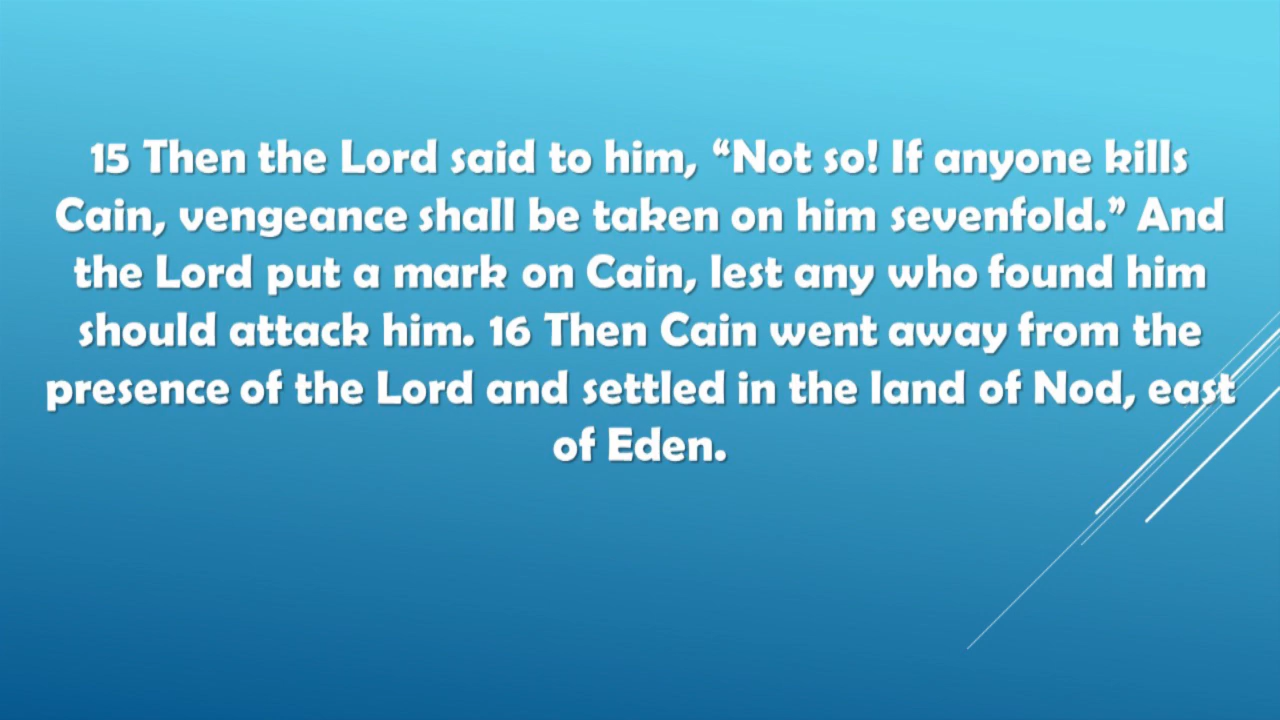 15 Then the Lord said to him, “Not so! If anyone kills
Cain, vengeance shall be taken on him sevenfold.” And
the Lord put a mark on Cain, lest any who found him
should attack him. 16 Then Cain went away from the
presence of the Lord and settled in the land of Nod, east
of Eden.